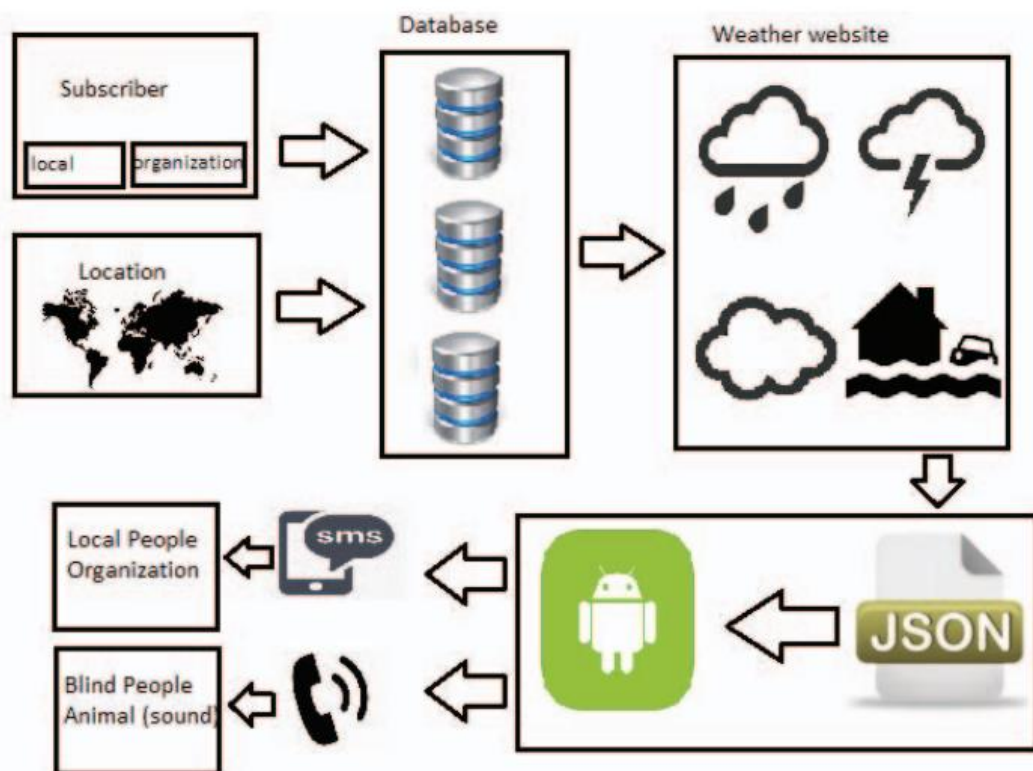 Database
Weather website
Subscriber
local
organization
Location
sms
Local People
Organization
JSON
Blind People
Animal (sound)